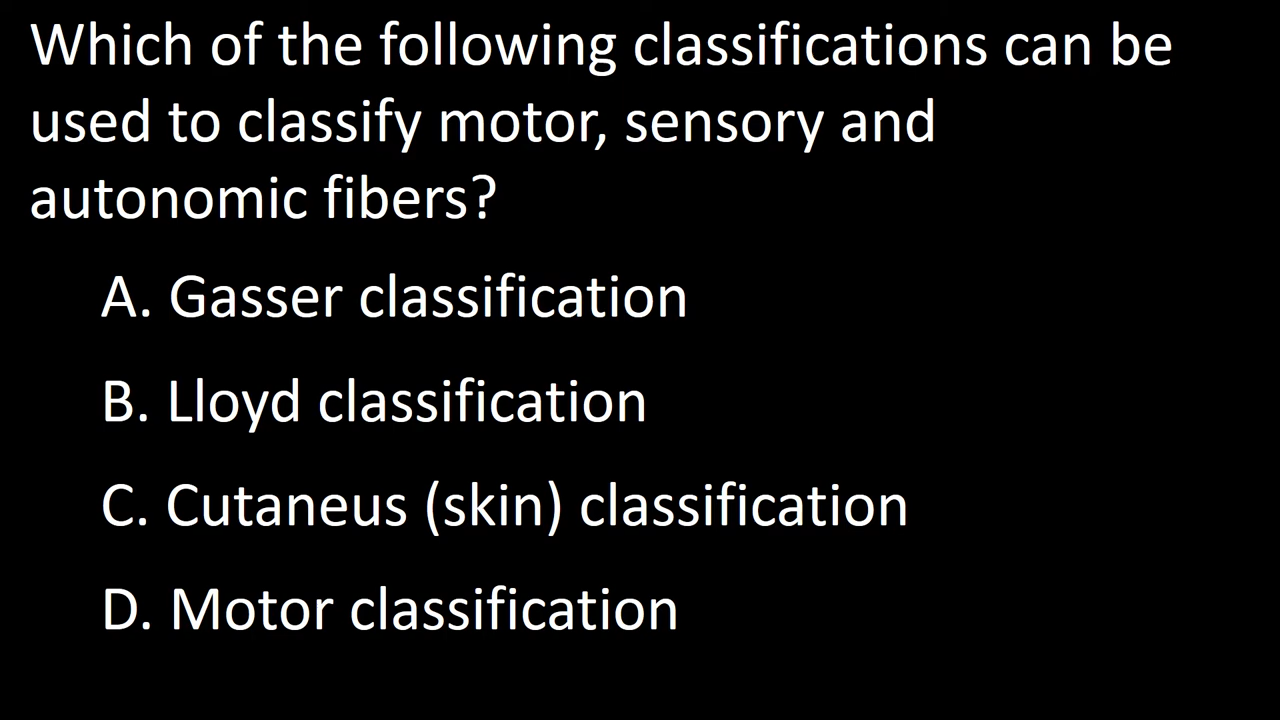 Which of the following classifications can be
used to classify motor, sensory and
autonomic fibers?
A. Gasser classification
B. Lloyd classification
C. Cutaneus (skin) classification
D. Motor classification